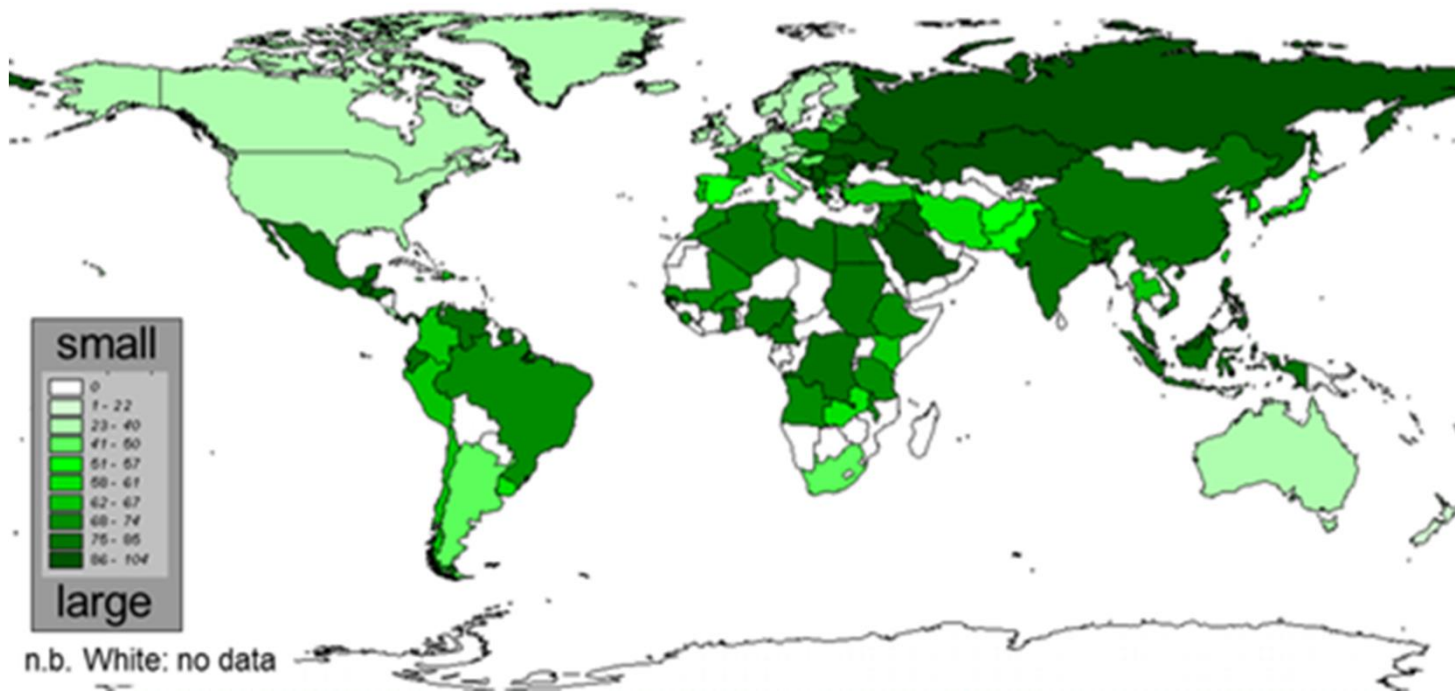 small
0
1 - 22
23 - 40
41 - 50
51 - 57
58 - 61
62 - 67
68 - 74
75 - 85
86 - 104
large
n.b. White: no data